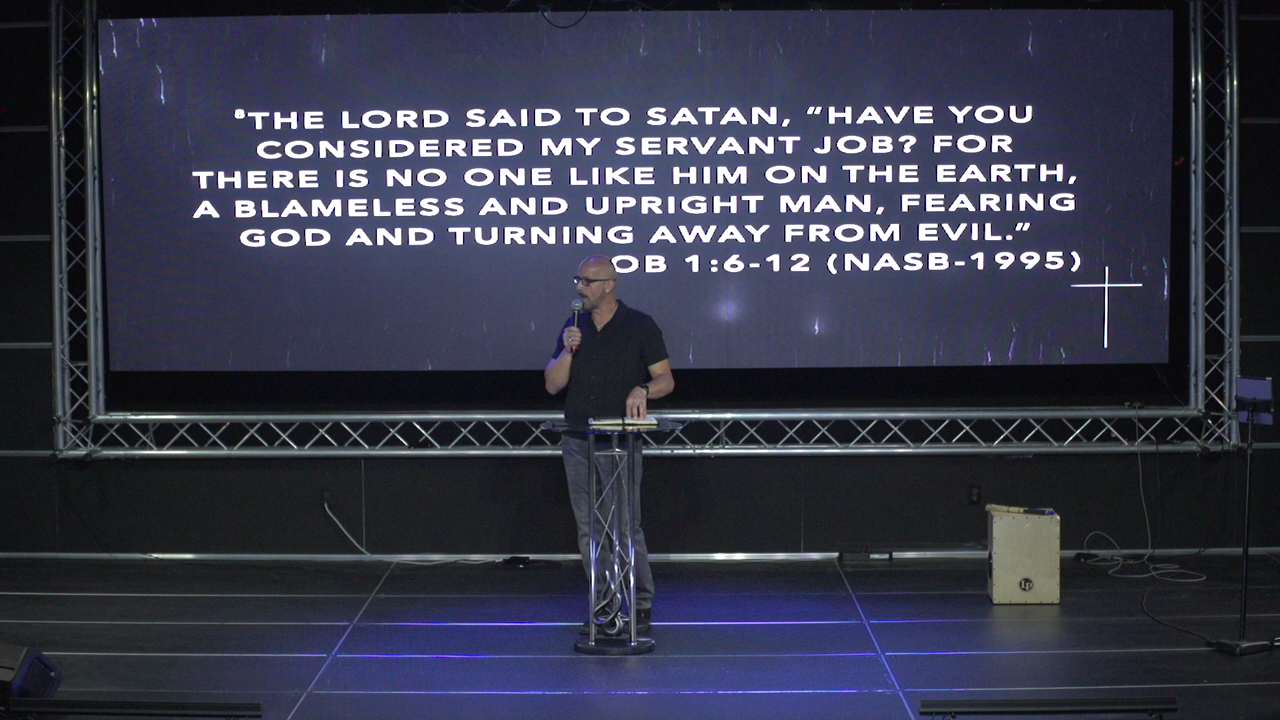 ⁸THE LORD SAID TO SATAN, “HAVE YOU
CONSIDERED MY SERVANT JOB? FOR
THERE IS NO ONE LIKE HIM ON THE EARTH,
A BLAMELESS AND UPRIGHT MAN, FEARING
GOD AND TURNING AWAY FROM EVIL.”
OB 1:6-12 (NASB-1995)
LP